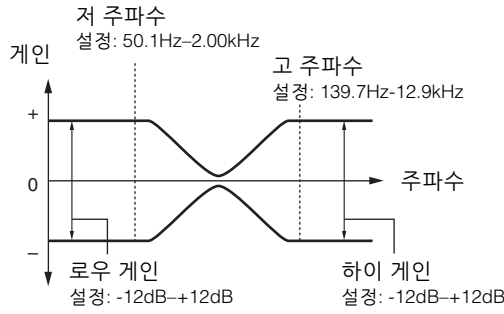 저 주파수
설정: 50.1Hz–2.00kHz
게인
고 주파수
설정: 139.7Hz-12.9kHz
+
0
주파수
–
로우 게인
설정: -12dB–+12dB
하이 게인
설정: -12dB–+12dB